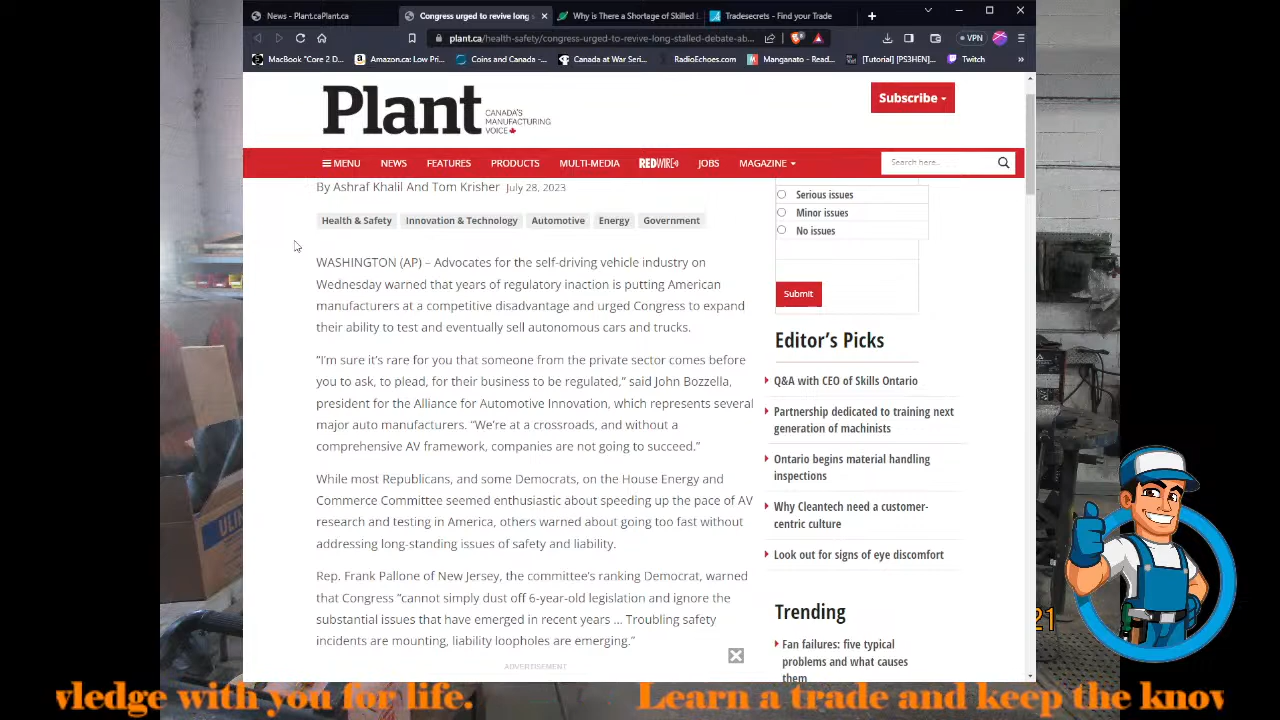 News - Plant.caPlant.ca
Congress urged to revive long s
Why is There a Shortage of Skilled l
Tradesecrets - Find your Trade
plant.ca/health-safety/congress-urged-to-revive-long-stalled-debate-ab...
VPN
MacBook "Core 2 D...
Amazon.ca: Low Pri...
Coins and Canada -...
Canada at War Seri...
RadioEchoes.com
Manganato - Read...
[Tutorial] [PS3HEN]...
Twitch
Plant
CANADA'S
MANUFACTURING
VOICE
Subscribe
MENU
NEWS
FEATURES
PRODUCTS
MULTI-MEDIA
REDWIRE
JOBS
MAGAZINE
Search here..
By Ashraf Khalil And Tom Krisher July 28, 2023
Health & Safety
Innovation & Technology
Automotive
Energy
Government
WASHINGTON (AP) – Advocates for the self-driving vehicle industry on
Wednesday warned that years of regulatory inaction is putting American
manufacturers at a competitive disadvantage and urged Congress to expand
their ability to test and eventually sell autonomous cars and trucks.
“I’m sure it’s rare for you that someone from the private sector comes before
you to ask, to plead, for their business to be regulated,” said John Bozzella,
president for the Alliance for Automotive Innovation, which represents several
major auto manufacturers. “We’re at a crossroads, and without a
comprehensive AV framework, companies are not going to succeed.”
While most Republicans, and some Democrats, on the House Energy and
Commerce Committee seemed enthusiastic about speeding up the pace of AV
research and testing in America, others warned about going too fast without
addressing long-standing issues of safety and liability.
Rep. Frank Pallone of New Jersey, the committee’s ranking Democrat, warned
that Congress “cannot simply dust off 6-year-old legislation and ignore the
substantial issues that have emerged in recent years … Troubling safety
incidents are mounting, liability loopholes are emerging.”
ADVERTISEMENT
Serious issues
Minor issues
No issues
Submit
Editor’s Picks
Q&A with CEO of Skills Ontario
Partnership dedicated to training next
generation of machinists
Ontario begins material handling
inspections
Why Cleantech need a customer-
centric culture
Look out for signs of eye discomfort
Trending
Fan failures: five typical
problems and what causes
them
ULIN
21
vledge with you for life. Learn a trade and keep the knov